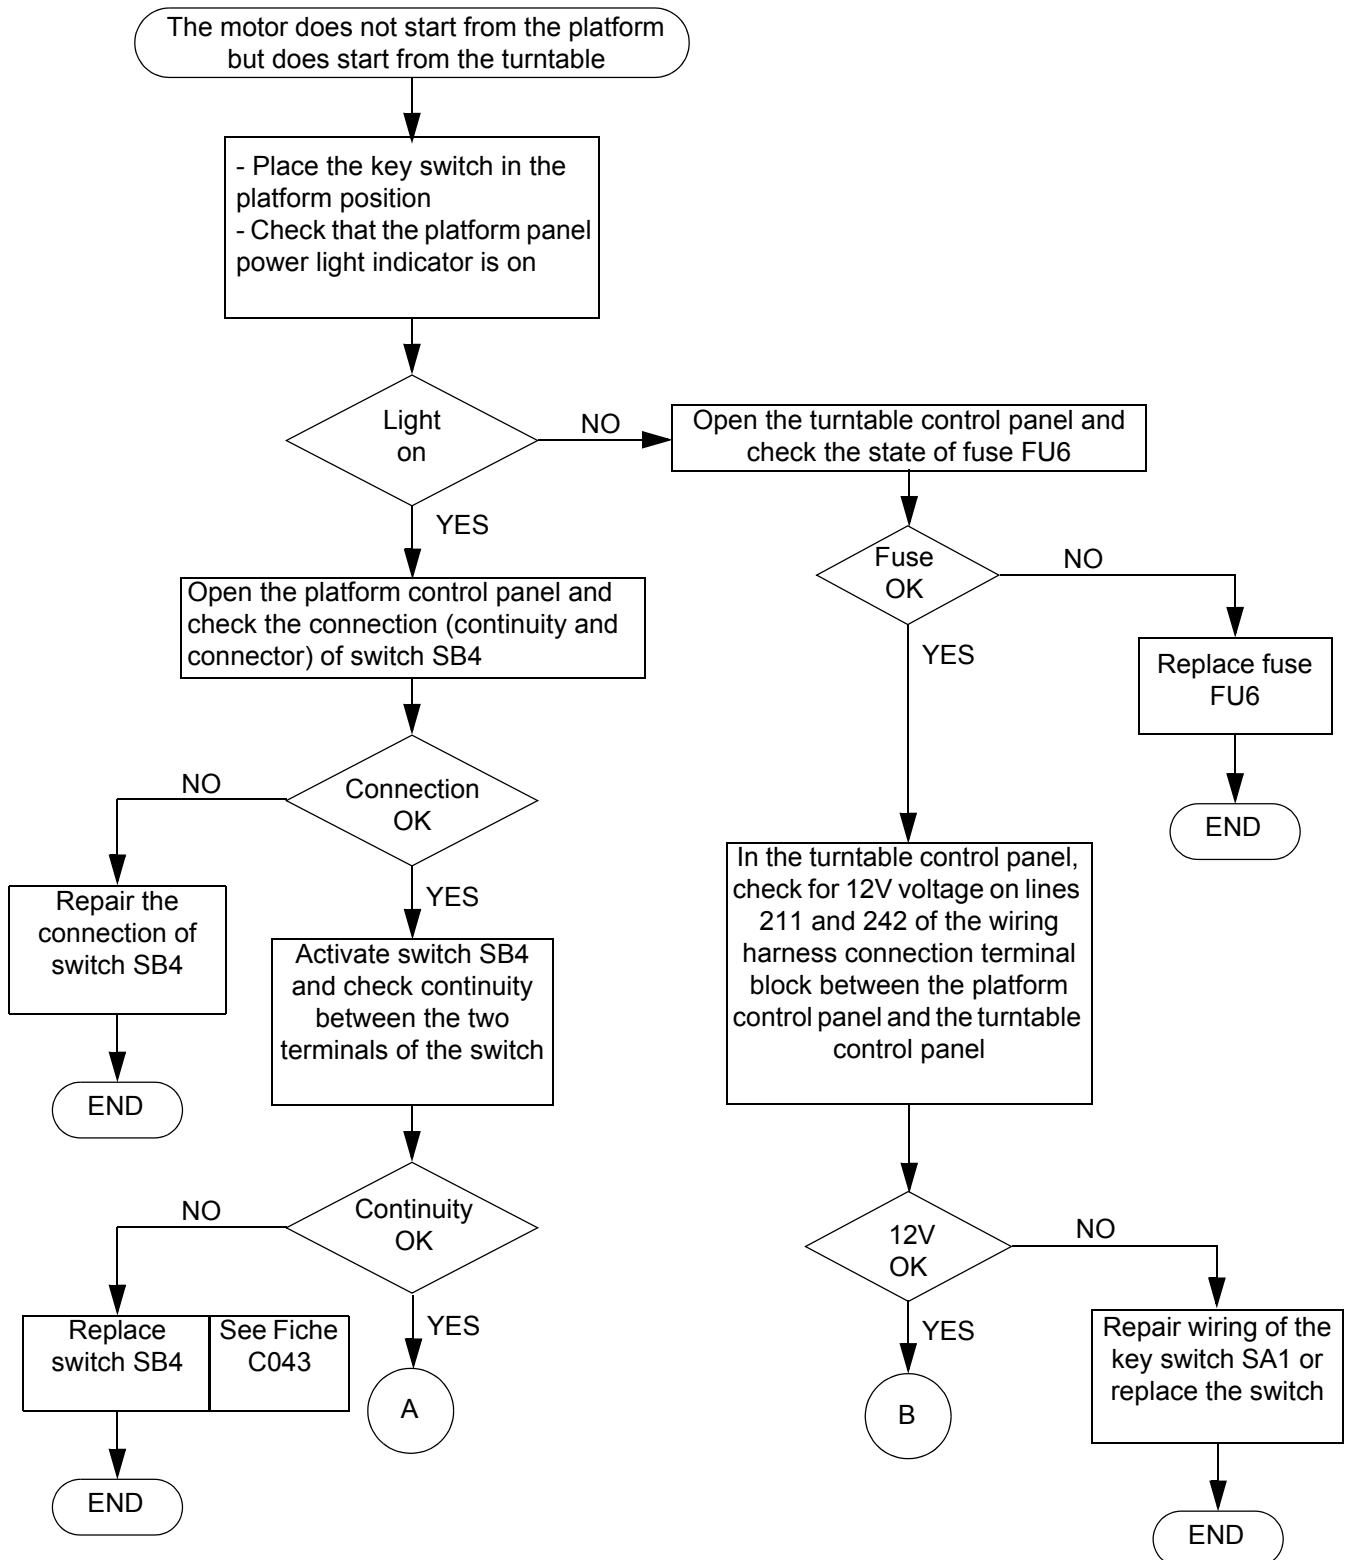 The motor does not start from the platform
but does start from the turntable
- Place the key switch in the
platform position
- Check that the platform panel
power light indicator is on
Light
on
NO
Open the turntable control panel and
check the state of fuse FU6
YES
Fuse
OK
NO
Open the platform control panel and
check the connection (continuity and
connector) of switch SB4
YES
Replace fuse
FU6
NO
Connection
OK
END
YES
In the turntable control panel,
check for 12V voltage on lines
211 and 242 of the wiring
harness connection terminal
block between the platform
control panel and the turntable
control panel
Repair the
connection of
switch SB4
Activate switch SB4
and check continuity
between the two
terminals of the switch
END
NO
Continuity
OK
12V
OK
NO
YES
YES
Replace
switch SB4
See Fiche
C043
Repair wiring of the
key switch SA1 or
replace the switch
A
B
END
END